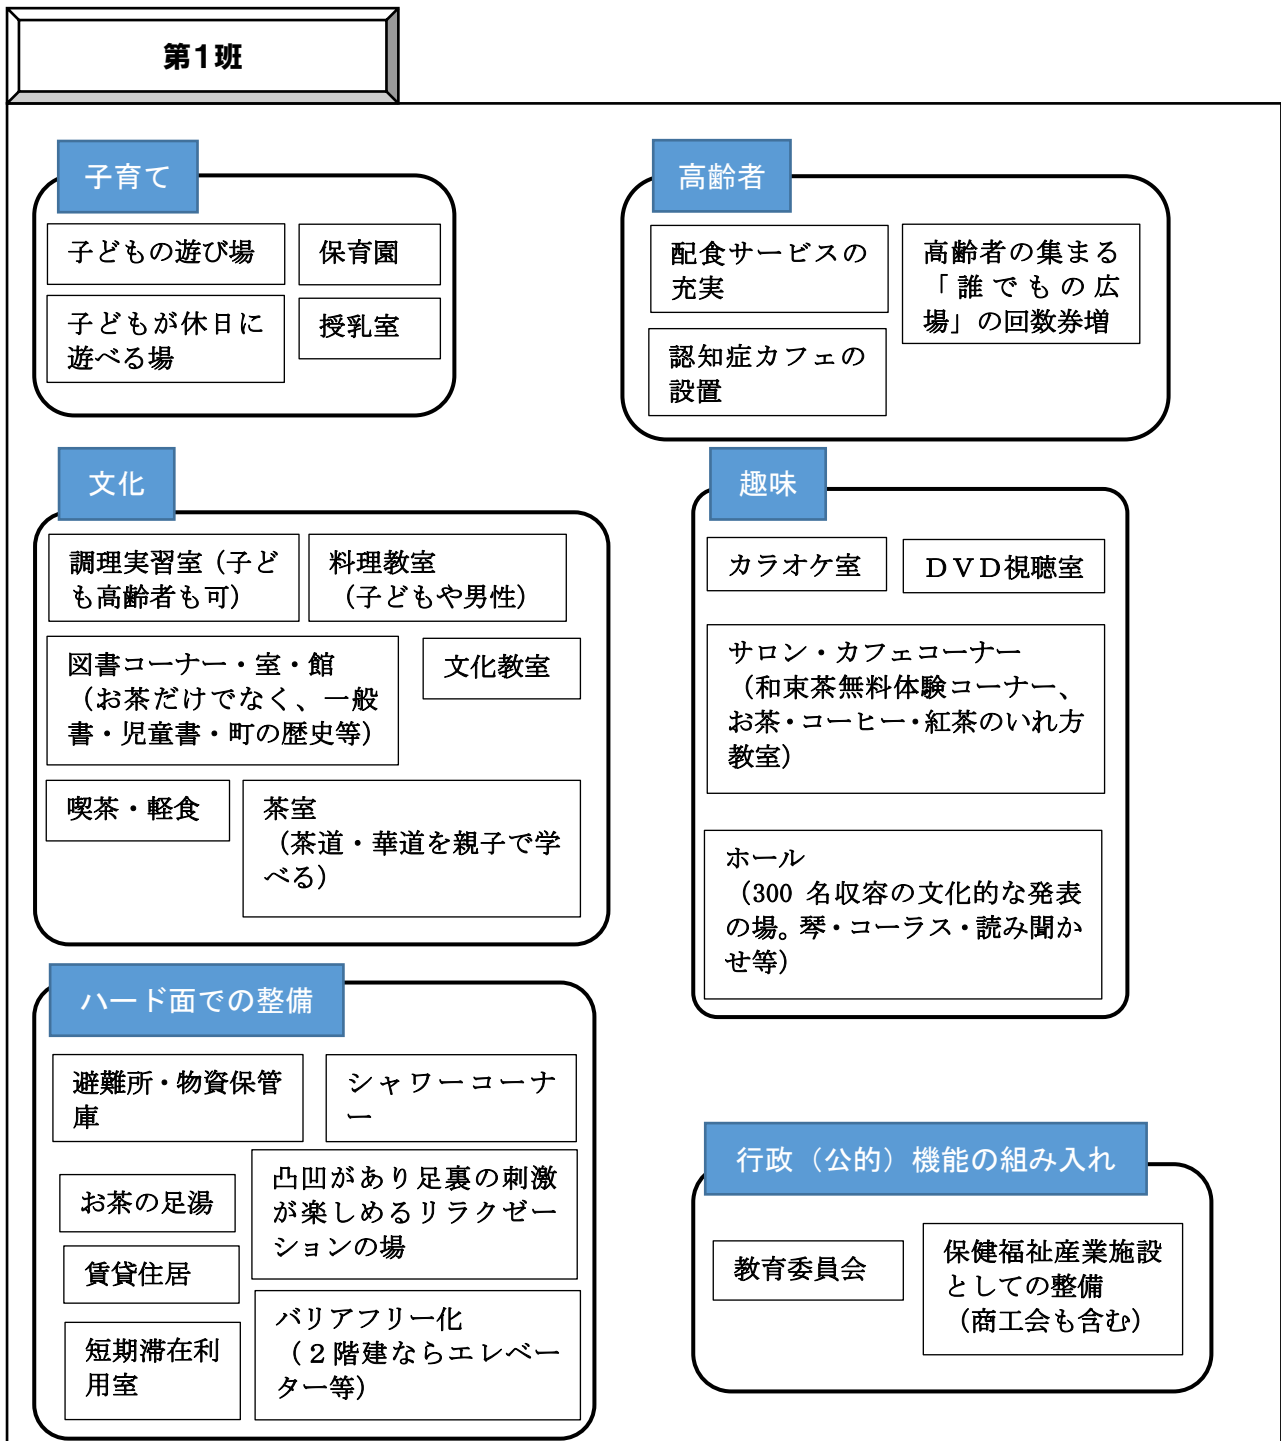 第1班
子育て
子どもの遊び場
保育園
子どもが休日に
遊べる場
授乳室
高齢者
配食サービスの
充実
高齢者の集まる
「誰でもの広
場」の回数券増
認知症カフェの
設置
文化
調理実習室（子ど
も高齢者も可）
料理教室
（子どもや男性）
図書コーナー・室・館
（お茶だけでなく、一般
書・児童書・町の歴史等）
文化教室
喫茶・軽食
茶室
（茶道・華道を親子で学
べる）
趣味
カラオケ室
ＤＶＤ視聴室
サロン・カフェコーナー
（和束茶無料体験コーナー、
お茶・コーヒー・紅茶のいれ方
教室）
ホール
（300 名収容の文化的な発表
の場。琴・コーラス・読み聞か
せ等）
ハード面での整備
避難所・物資保管
庫
シャワーコーナ
ー
お茶の足湯
凸凹があり足裏の刺激
が楽しめるリラクゼー
ションの場
賃貸住居
短期滞在利
用室
バリアフリー化
（２階建ならエレベー
ター等）
行政（公的）機能の組み入れ
教育委員会
保健福祉産業施設
としての整備
（商工会も含む）